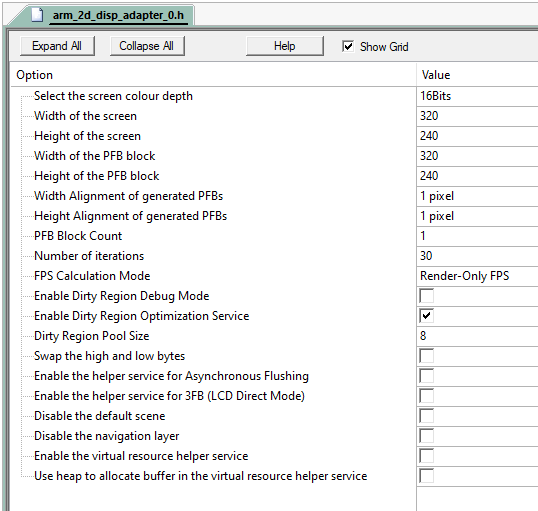 arm_2d_disp_adapter_0.h
Expand All Collapse All Help Show Grid
Option Value
Select the screen colour depth 16Bits
Width of the screen 320
Height of the screen 240
Width of the PFB block 320
Height of the PFB block 240
Width Alignment of generated PFBs 1 pixel
Height Alignment of generated PFBs 1 pixel
PFB Block Count 1
Number of iterations 30
FPS Calculation Mode Render-Only FPS
Enable Dirty Region Debug Mode
Enable Dirty Region Optimization Service
Dirty Region Pool Size 8
Swap the high and low bytes
Enable the helper service for Asynchronous Flushing
Enable the helper service for 3FB (LCD Direct Mode)
Disable the default scene
Disable the navigation layer
Enable the virtual resource helper service
Use heap to allocate buffer in the virtual resource helper service